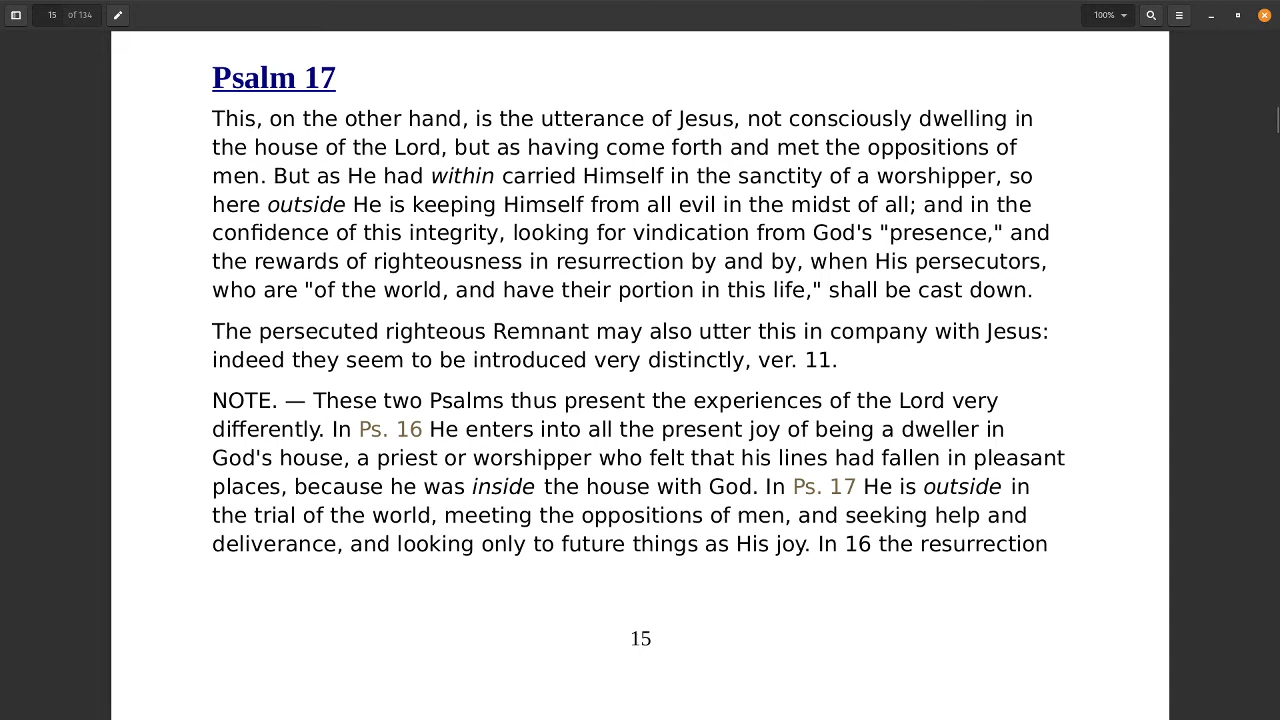 15 of 134
100%
Psalm 17
This, on the other hand, is the utterance of Jesus, not consciously dwelling in
the house of the Lord, but as having come forth and met the oppositions of
men. But as He had within carried Himself in the sanctity of a worshipper, so
here outside He is keeping Himself from all evil in the midst of all; and in the
confidence of this integrity, looking for vindication from God's "presence," and
the rewards of righteousness in resurrection by and by, when His persecutors,
who are "of the world, and have their portion in this life," shall be cast down.
The persecuted righteous Remnant may also utter this in company with Jesus:
indeed they seem to be introduced very distinctly, ver. 11.
NOTE. — These two Psalms thus present the experiences of the Lord very
differently. In Ps. 16 He enters into all the present joy of being a dweller in
God's house, a priest or worshipper who felt that his lines had fallen in pleasant
places, because he was inside the house with God. In Ps. 17 He is outside in
the trial of the world, meeting the oppositions of men, and seeking help and
deliverance, and looking only to future things as His joy. In 16 the resurrection
15